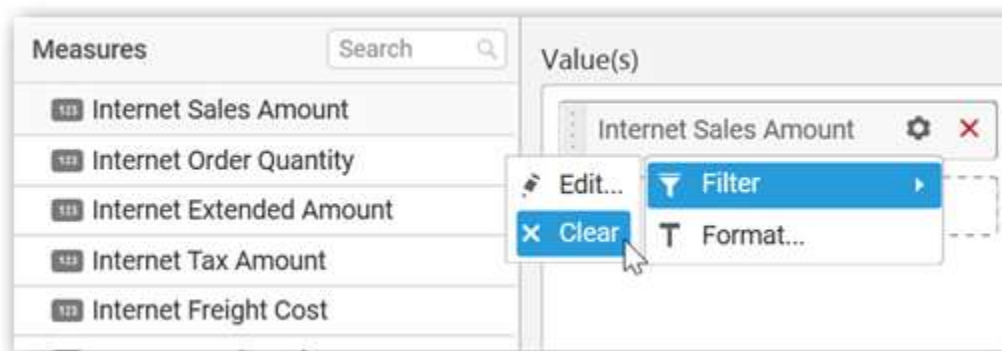 Measures
Search
Internet Sales Amount
Internet Order Quantity
Internet Extended Amount
Internet Tax Amount
Internet Freight Cost
Value(s)
Internet Sales Amount
Edit...
Clear
Filter
Format...